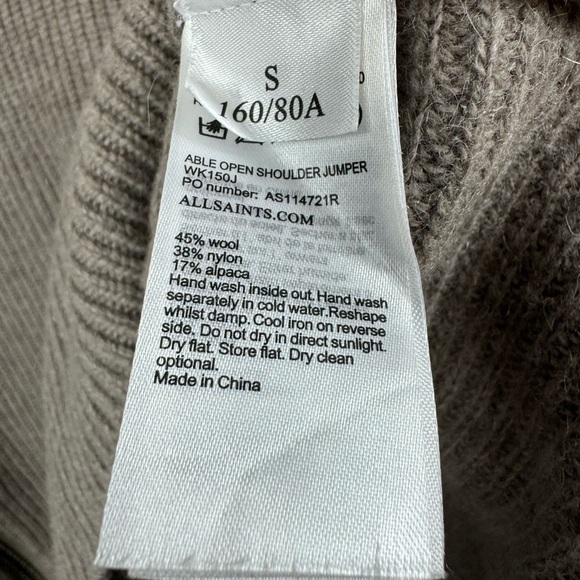 S
160/80A
ABLE OPEN SHOULDER JUMPER
WK150J
PO number: AS114721R
ALLSAINTS.COM
45% wool
38% nylon
17% alpaca
Hand wash inside out.Hand wash
separately in cold water.Reshape
whilst damp. Cool iron on reverse
side. Do not dry in direct sunlight.
Dry flat. Store flat. Dry clean
optional.
Made in China